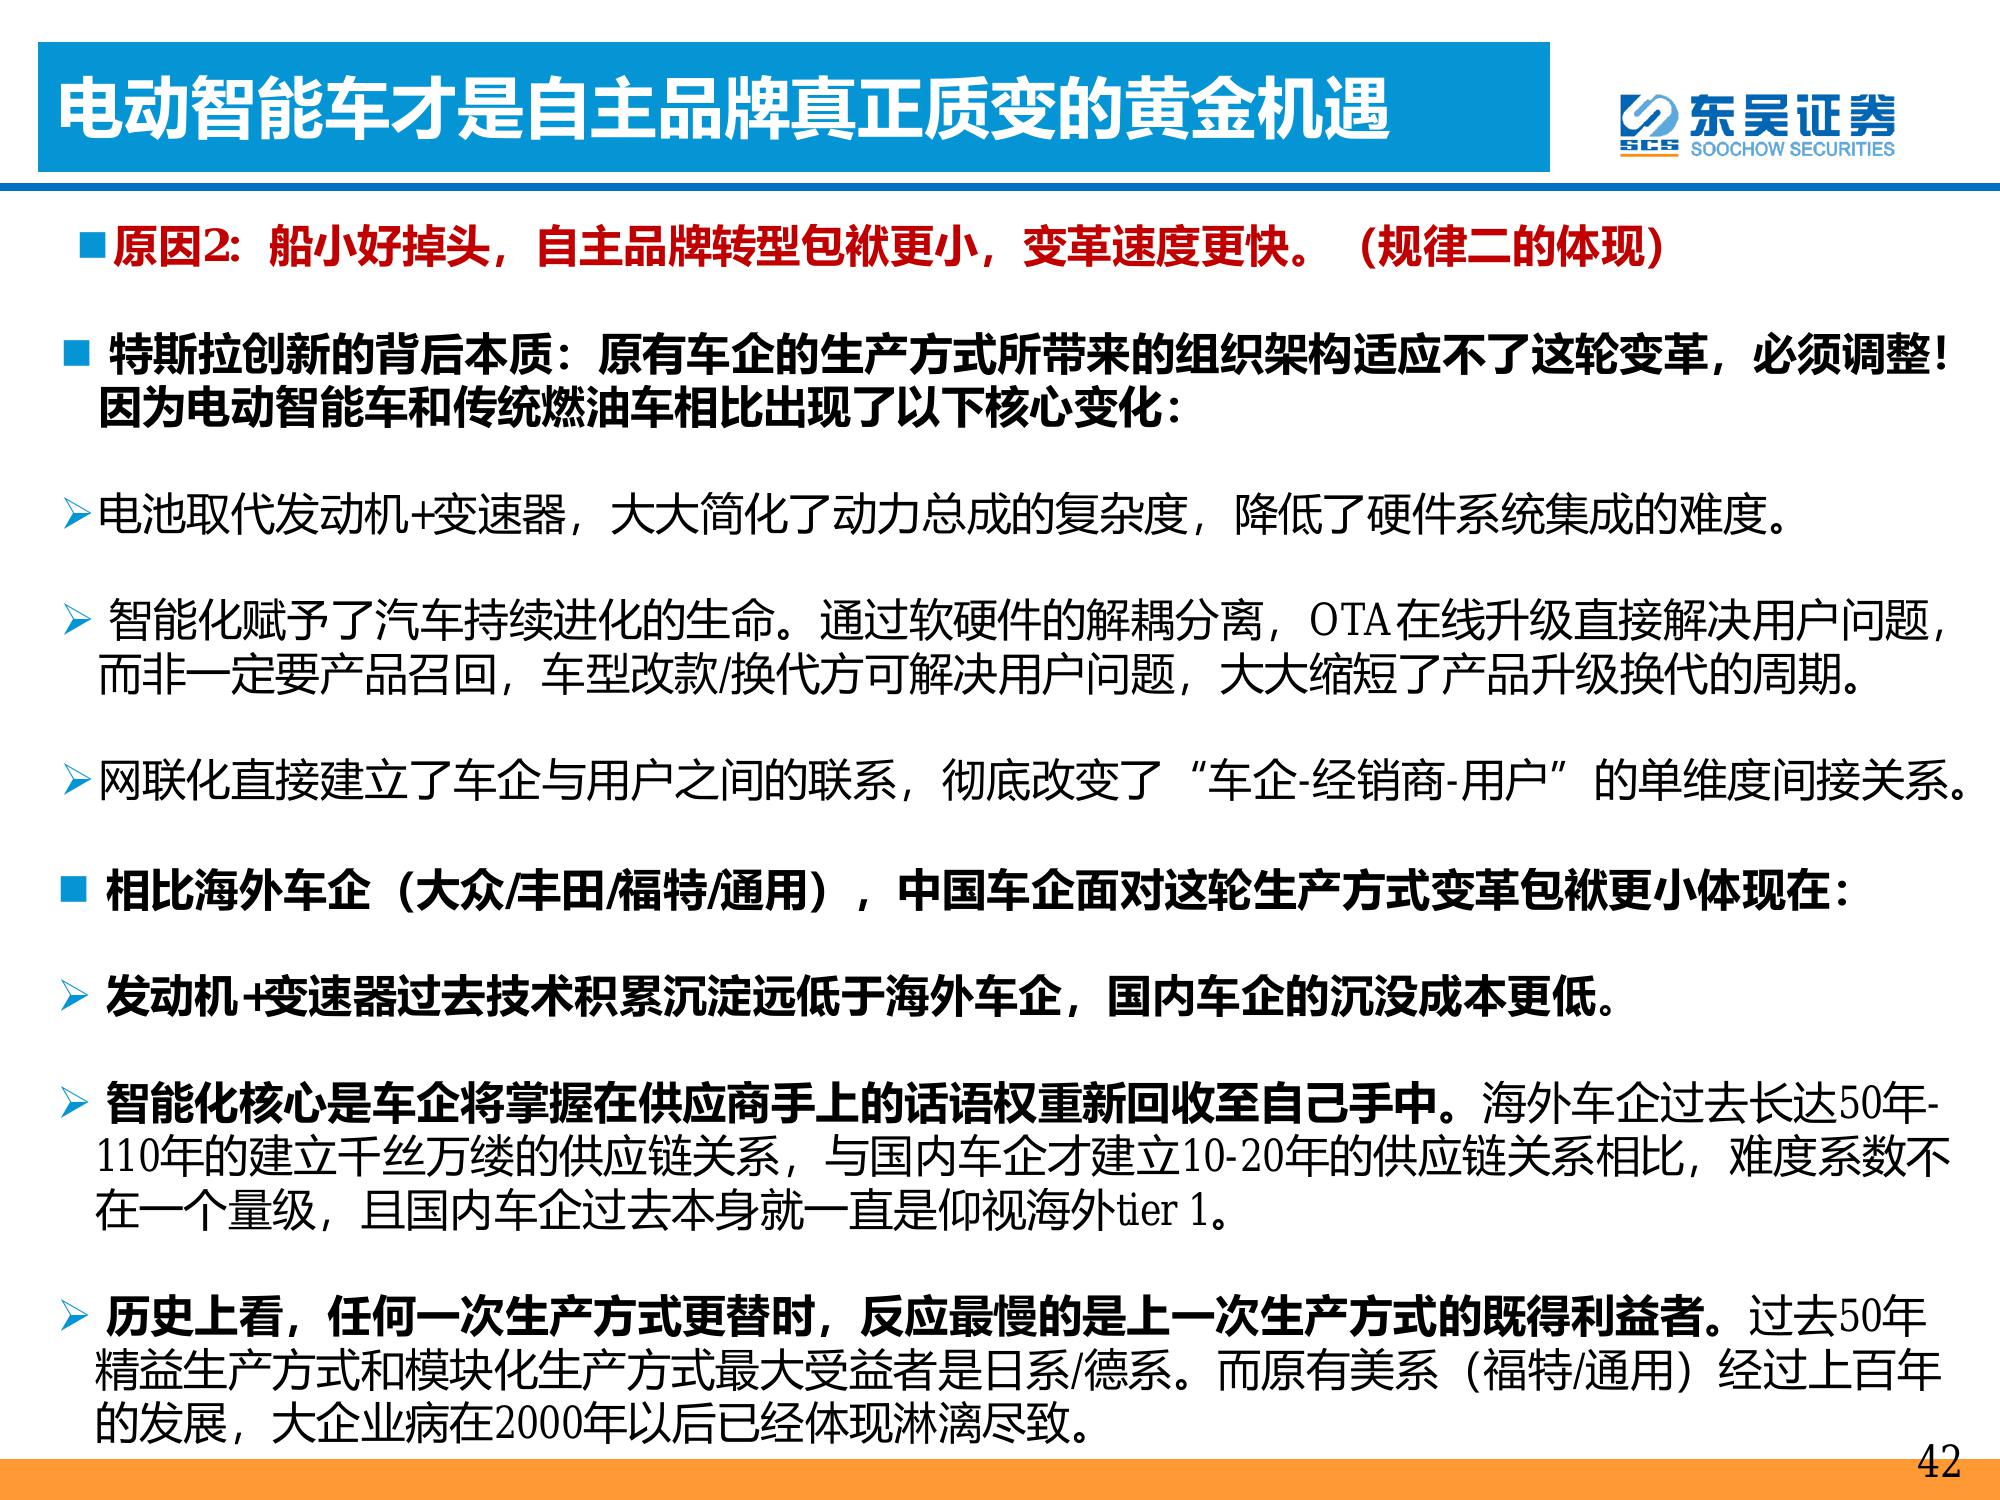 电动智能车才是自主品牌真正质变的黄金机遇
东吴证券
SCS
SOOCHOW SECURITIES
原因2：船小好掉头，自主品牌转型包袱更小，变革速度更快。（规律二的体现）
特斯拉创新的背后本质：原有车企的生产方式所带来的组织架构适应不了这轮变革，必须调整！
因为电动智能车和传统燃油车相比出现了以下核心变化：
电池取代发动机+变速器，大大简化了动力总成的复杂度，降低了硬件系统集成的难度。
智能化赋予了汽车持续进化的生命。通过软硬件的解耦分离，OTA在线升级直接解决用户问题，
而非一定要产品召回，车型改款/换代方可解决用户问题，大大缩短了产品升级换代的周期。
网联化直接建立了车企与用户之间的联系，彻底改变了“车企-经销商-用户”的单维度间接关系。
相比海外车企（大众/丰田/福特/通用），中国车企面对这轮生产方式变革包袱更小体现在：
发动机+变速器过去技术积累沉淀远低于海外车企，国内车企的沉没成本更低。
智能化核心是车企将掌握在供应商手上的话语权重新回收至自己手中。海外车企过去长达50年-
110年的建立千丝万缕的供应链关系，与国内车企才建立10-20年的供应链关系相比，难度系数不
在一个量级，且国内车企过去本身就一直是仰视海外tier 1。
历史上看，任何一次生产方式更替时，反应最慢的是上一次生产方式的既得利益者。过去50年
精益生产方式和模块化生产方式最大受益者是日系/德系。而原有美系（福特/通用）经过上百年
的发展，大企业病在2000年以后已经体现淋漓尽致。
42